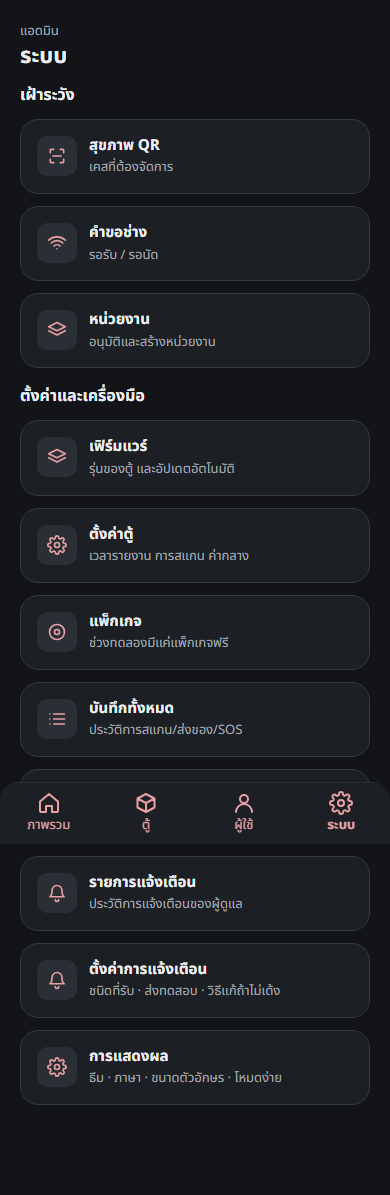 แอดมิน
ระบบ
เฝ้าระวัง
สุขภาพ QR
เคสที่ต้องจัดการ
คำขอช่าง
รอรับ / รอนัด
หน่วยงาน
อนุมัติและสร้างหน่วยงาน
ตั้งค่าและเครื่องมือ
เฟิร์มแวร์
รุ่นของตู้ และอัปเดตอัตโนมัติ
ตั้งค่าตู้
เวลารายงาน การสแกน ค่ากลาง
แพ็กเกจ
ช่วงทดลองมีแค่แพ็กเกจฟรี
บันทึกทั้งหมด
ประวัติการสแกน/ส่งของ/SOS
ภาพรวม ตู้ ผู้ใช้ ระบบ
รายการแจ้งเตือน
ประวัติการแจ้งเตือนของผู้ดูแล
ตั้งค่าการแจ้งเตือน
ชนิดที่รับ · ส่งทดสอบ · วิธีแก้ถ้าไม่เด้ง
การแสดงผล
ธีม · ภาษา · ขนาดตัวอักษร · โหมดง่าย